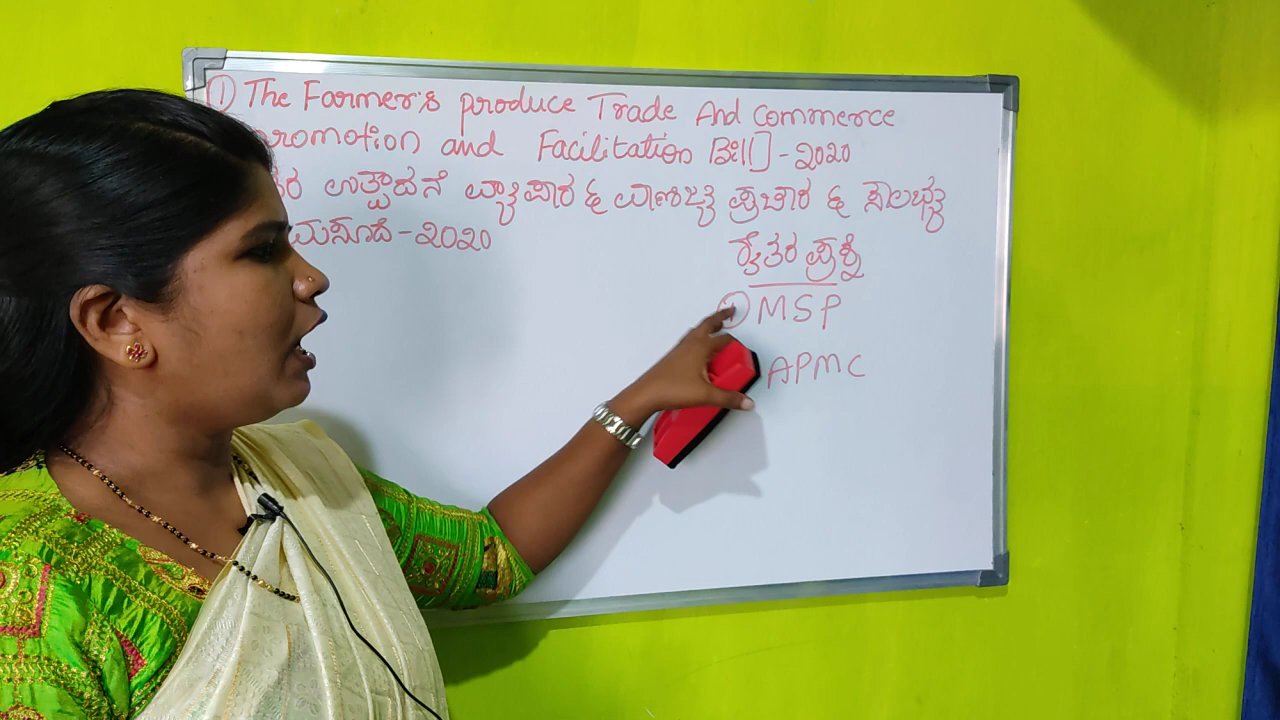 ① The Farmer's produce Trade And Commerce
romotion and Facilitation Bill] - 2020
ಉತ್ಪಾದನೆ ವ್ಯಾಪಾರ & ವಾಣಿಜ್ಯ ಪ್ರಚಾರ & ಸೌಲಭ್ಯ
ಮಸೂದೆ - 2020
ರೈತರ ಪ್ರಶ್ನೆ
① MSP
APMC